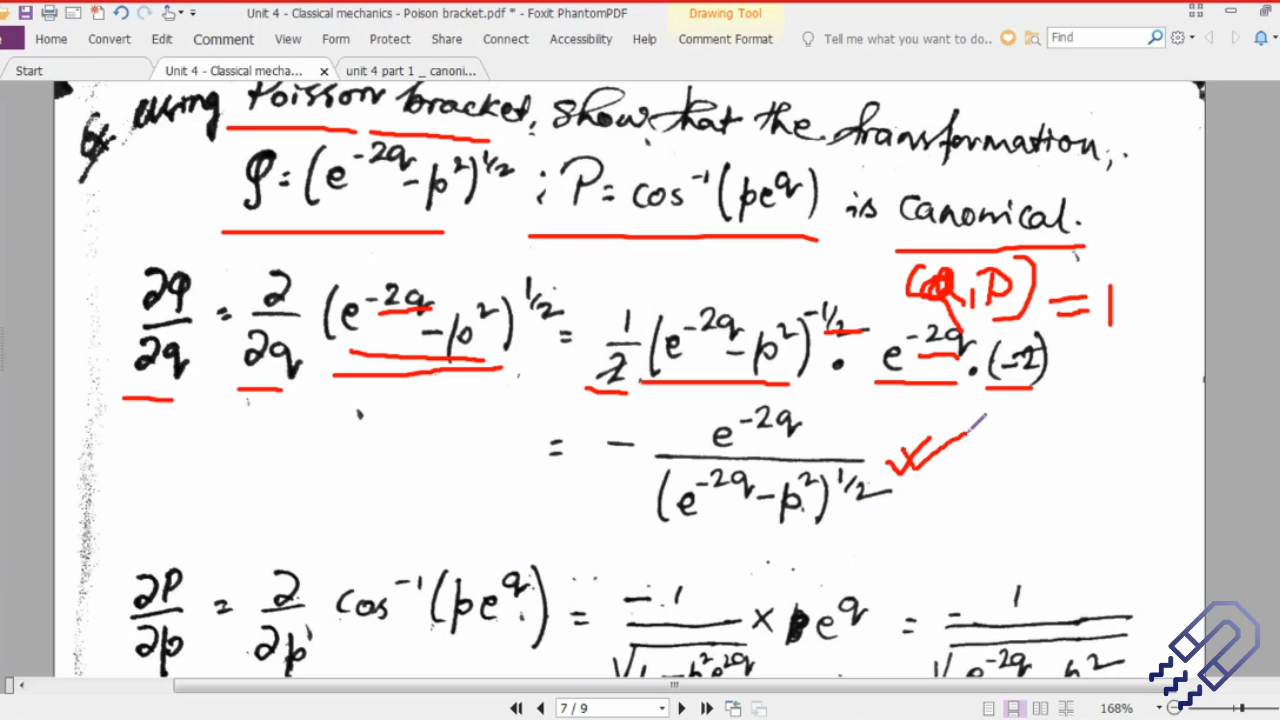 Unit 4 - Classical mechanics - Poison bracket.pdf * - Foxit PhantomPDF
Drawing Tool
Home Convert Edit Comment View Form Protect Share Connect Accessibility Help Comment Format Tell me what you want to do.. Find
Start Unit 4 - Classical mecha... × unit 4 part 1 _ canoni...
Ex using Poisson bracket, show that the transformation,
Q = (e^{-2q} - p^2)^{1/2} ; P = cos^{-1}(pe^q) is canonical.
(Q, P) = 1
∂Q/∂q = ∂/∂q (e^{-2q} - p^2)^{1/2} = 1/2 (e^{-2q} - p^2)^{-1/2} · e^{-2q} · (-2)
= - e^{-2q} / (e^{-2q} - p^2)^{1/2}
∂P/∂p = ∂/∂p cos^{-1}(pe^q) = -1/√(1 - p^2e^{2q}) × e^q = -1/√(e^{-2q} - p^2)
7 / 9 168%